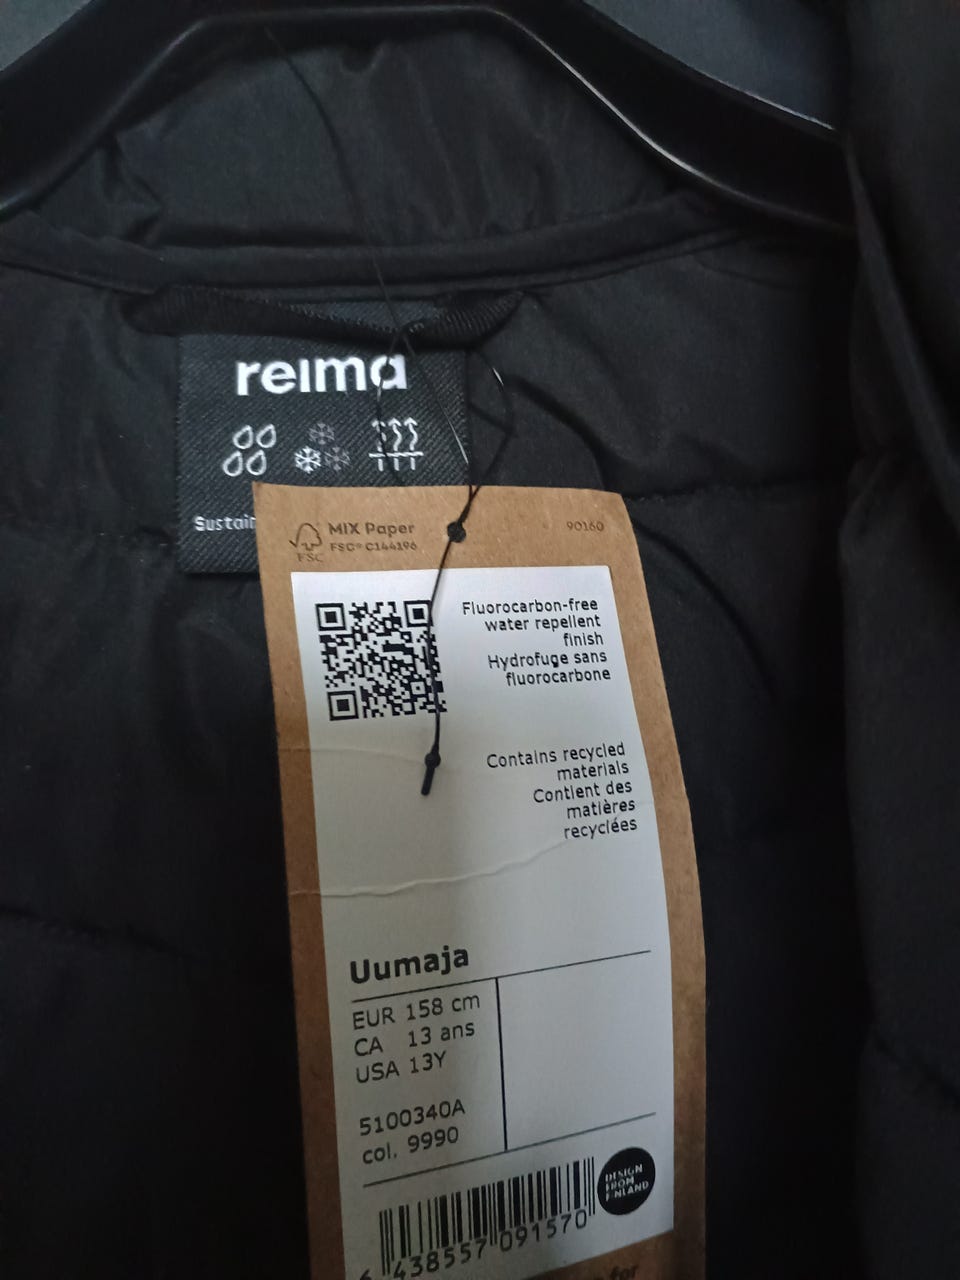 reima
Sustain
MIX Paper
FSC® C144196
FSC
90160
Fluorocarbon-free
water repellent
finish
Hydrofuge sans
fluorocarbone
Contains recycled
materials
Contient des
matières
recyclées
Uumaja
EUR 158 cm
CA 13 ans
USA 13Y
5100340A
col. 9990
DESIGN
FROM
FINLAND
6 438557 091570
for